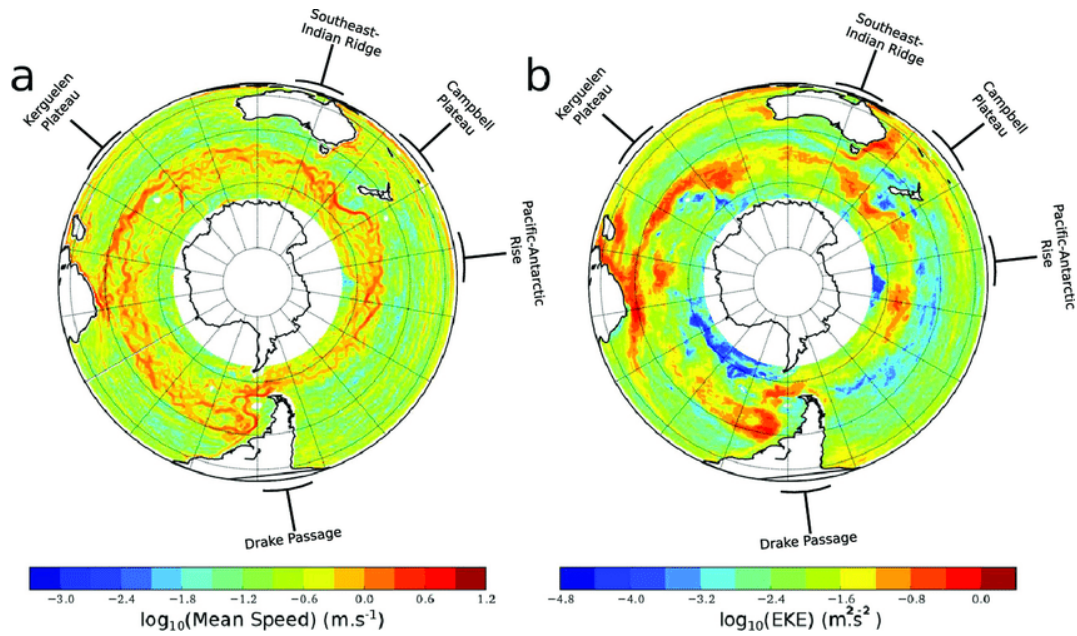 Southeast-
Indian Ridge
Southeast-
Indian Ridge
a
b
Kerguelen
Plateau
Campbell
Plateau
Kerguelen
Plateau
Campbell
Plateau
Pacific-Antarctic
Rise
Pacific-Antarctic
Rise
Drake Passage
Drake Passage
−3.0 −2.4 −1.8 −1.2 −0.6 0.0 0.6 1.2
log₁₀(Mean Speed) (m.s⁻¹)
−4.8 −4.0 −3.2 −2.4 −1.6 −0.8 0.0
log₁₀(EKE) (m².s⁻²)